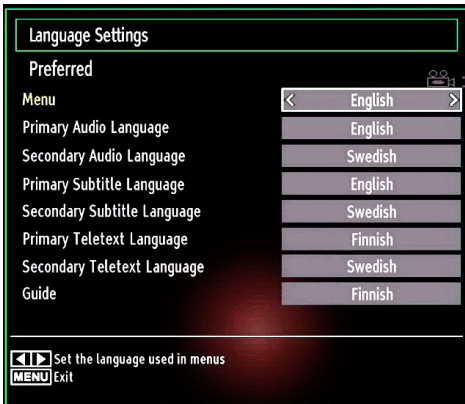 Language Settings
Preferred
Menu English
Primary Audio Language English
Secondary Audio Language Swedish
Primary Subtitle Language English
Secondary Subtitle Language Swedish
Primary Teletext Language Finnish
Secondary Teletext Language Swedish
Guide Finnish
Set the language used in menus
MENU Exit